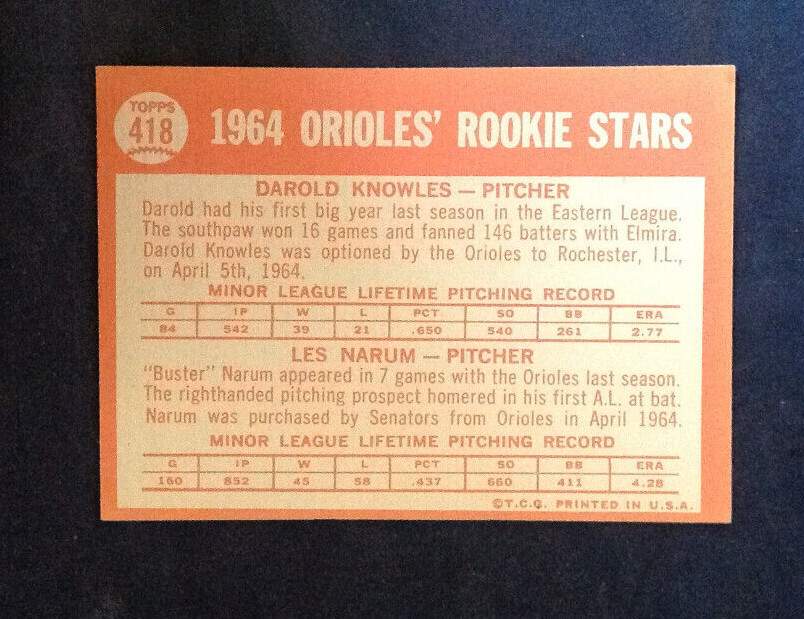 TOPPS
418
1964 ORIOLES' ROOKIE STARS
DAROLD KNOWLES — PITCHER
Darold had his first big year last season in the Eastern League.
The southpaw won 16 games and fanned 146 batters with Elmira.
Darold Knowles was optioned by the Orioles to Rochester, I.L.,
on April 5th, 1964.
MINOR LEAGUE LIFETIME PITCHING RECORD
G IP W L PCT SO BB ERA
84 542 39 21 .650 540 261 2.77
LES NARUM — PITCHER
"Buster" Narum appeared in 7 games with the Orioles last season.
The righthanded pitching prospect homered in his first A.L. at bat.
Narum was purchased by Senators from Orioles in April 1964.
MINOR LEAGUE LIFETIME PITCHING RECORD
G IP W L PCT SO BB ERA
160 852 45 58 .437 660 411 4.28
©T.C.G. PRINTED IN U.S.A.